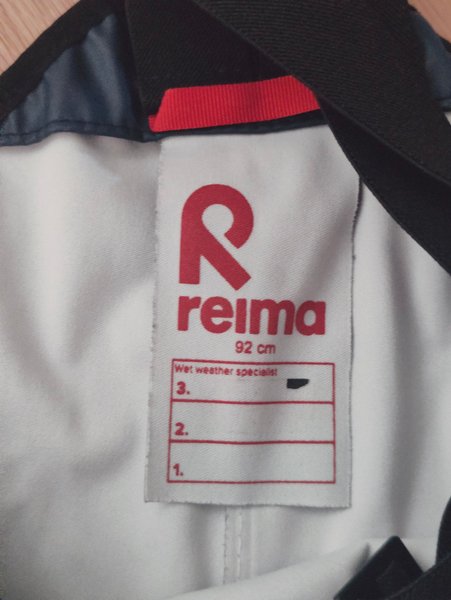 reima
92 cm
Wet weather specialist
3.
2.
1.